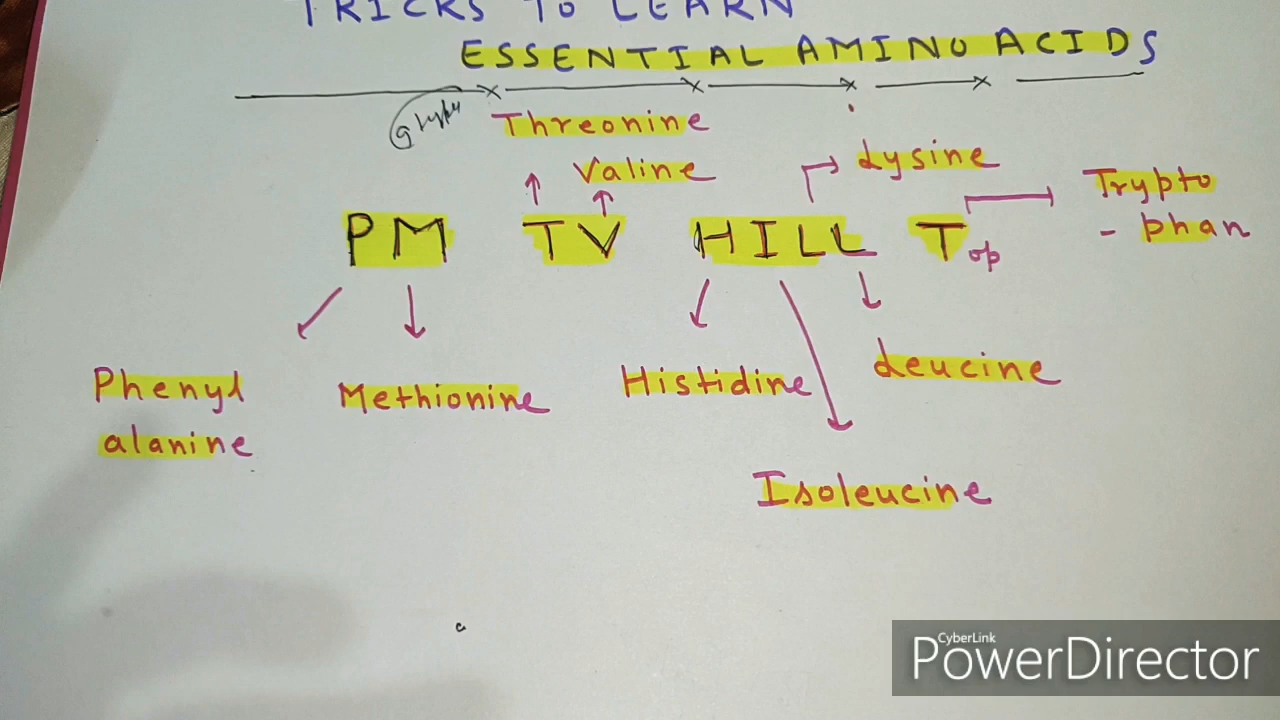 TRICKS TO LEARN
ESSENTIAL AMINO ACIDS
Threonine
Valine
Lysine
Trypto
- phan
PM TV HILL Top
Phenyl
alanine
Methionine
Histidine
Leucine
Isoleucine
CyberLink
PowerDirector